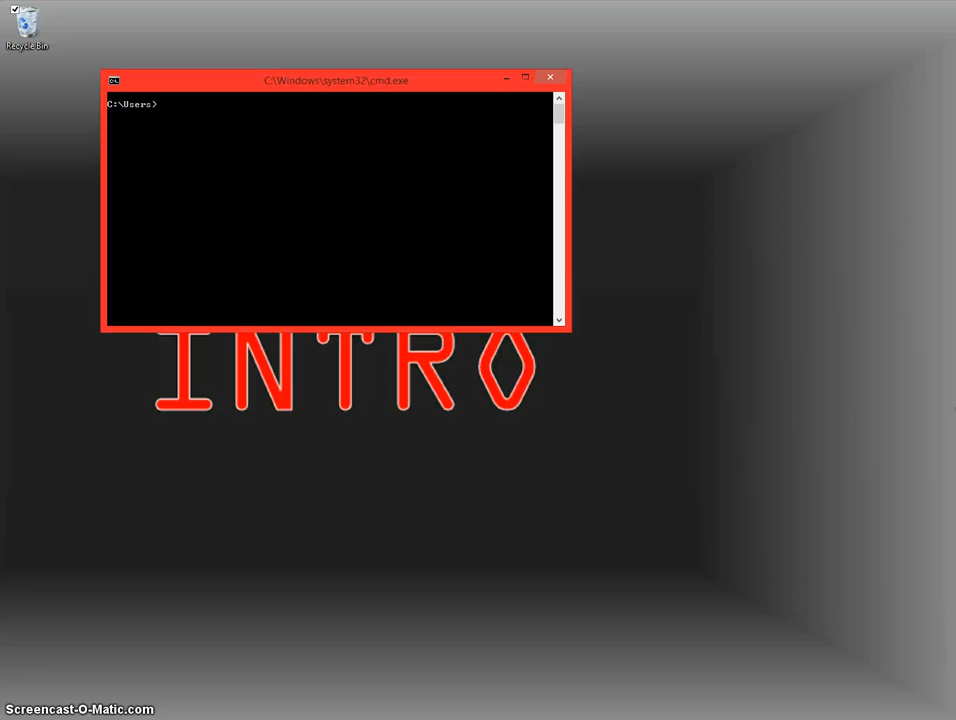 Recycle Bin
C:\Windows\system32\cmd.exe
C:\Users>
INTRO
Screencast-O-Matic.com